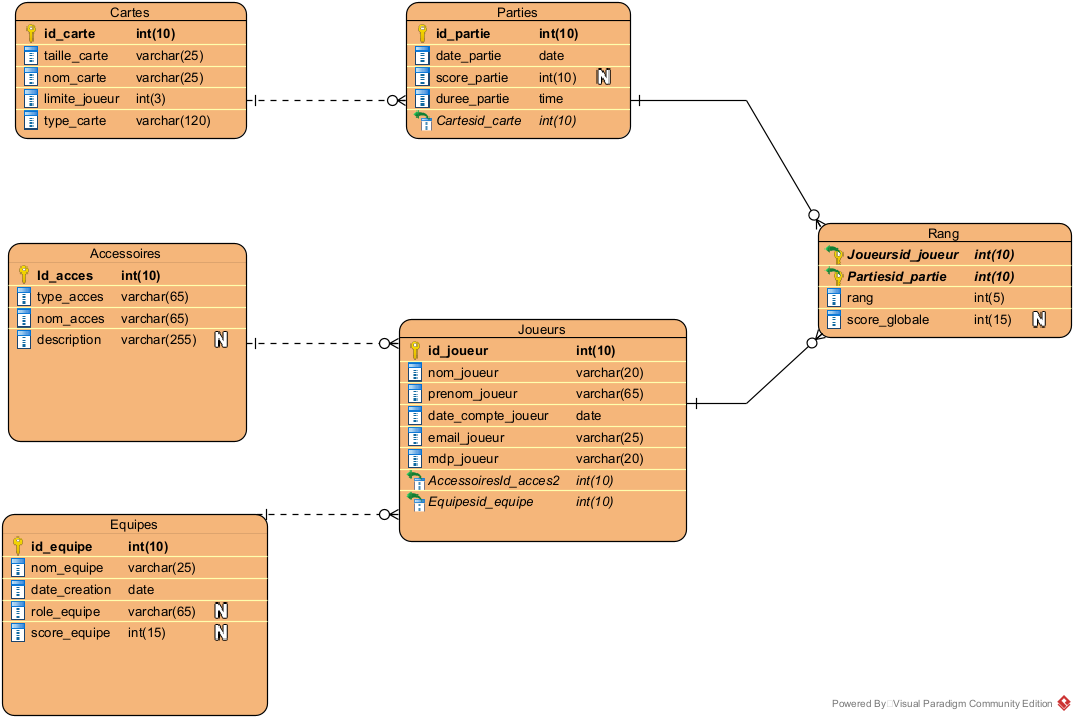 Cartes
id_carte int(10)
taille_carte varchar(25)
nom_carte varchar(25)
limite_joueur int(3)
type_carte varchar(120)
Parties
id_partie int(10)
date_partie date
score_partie int(10) N
duree_partie time
Cartesid_carte int(10)
Rang
Joueursid_joueur int(10)
Partiesid_partie int(10)
rang int(5)
score_globale int(15) N
Accessoires
Id_acces int(10)
type_acces varchar(65)
nom_acces varchar(65)
description varchar(255) N
Joueurs
id_joueur int(10)
nom_joueur varchar(20)
prenom_joueur varchar(65)
date_compte_joueur date
email_joueur varchar(25)
mdp_joueur varchar(20)
AccessoiresId_acces2 int(10)
Equipesid_equipe int(10)
Equipes
id_equipe int(10)
nom_equipe varchar(25)
date_creation date
role_equipe varchar(65) N
score_equipe int(15) N
Powered By Visual Paradigm Community Edition